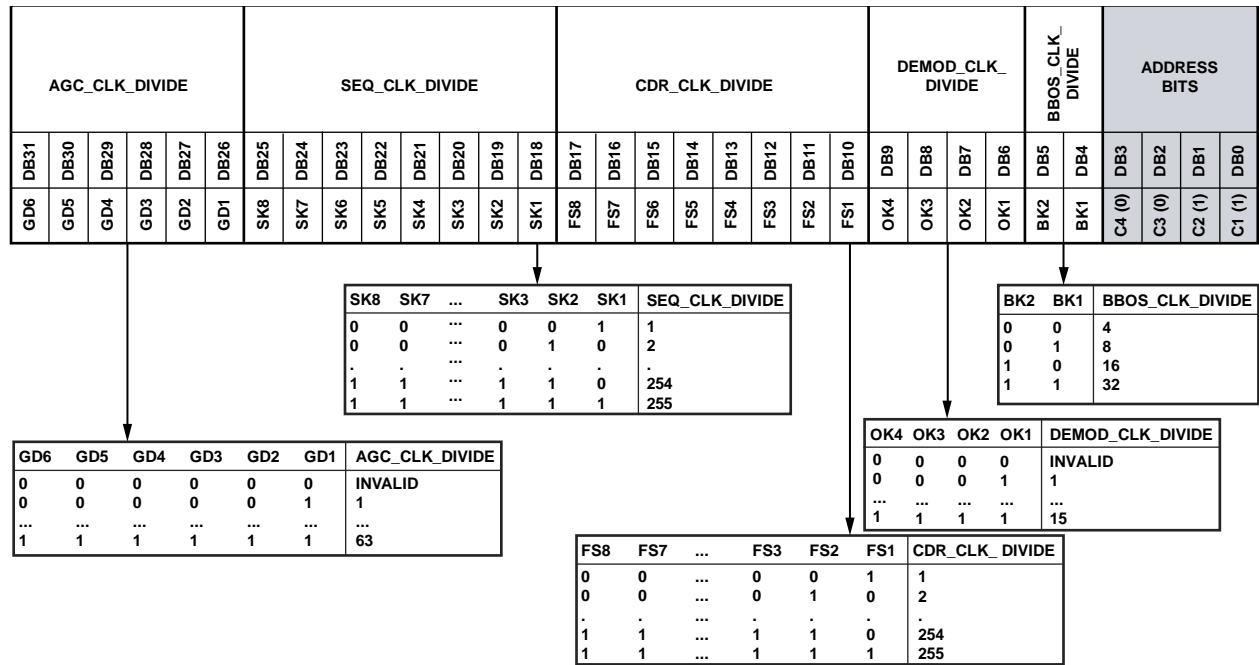 AGC_CLK_DIVIDE SEQ_CLK_DIVIDE CDR_CLK_DIVIDE DEMOD_CLK_ DIVIDE BBOS_CLK_ DIVIDE ADDRESS BITS
DB31 DB30 DB29 DB28 DB27 DB26 DB25 DB24 DB23 DB22 DB21 DB20 DB19 DB18 DB17 DB16 DB15 DB14 DB13 DB12 DB11 DB10 DB9 DB8 DB7 DB6 DB5 DB4 DB3 DB2 DB1 DB0
GD6 GD5 GD4 GD3 GD2 GD1 SK8 SK7 SK6 SK5 SK4 SK3 SK2 SK1 FS8 FS7 FS6 FS5 FS4 FS3 FS2 FS1 OK4 OK3 OK2 OK1 BK2 BK1 C4 (0) C3 (0) C2 (1) C1 (1)
SK8 SK7 ... SK3 SK2 SK1 SEQ_CLK_DIVIDE
0 0 ... 0 0 1 1
0 0 ... 0 1 0 2
. . ... . . . .
1 1 ... 1 1 0 254
1 1 ... 1 1 1 255
BK2 BK1 BBOS_CLK_DIVIDE
0 0 4
0 1 8
1 0 16
1 1 32
OK4 OK3 OK2 OK1 DEMOD_CLK_DIVIDE
0 0 0 0 INVALID
0 0 0 1 1
... ... ... ... ...
1 1 1 1 15
GD6 GD5 GD4 GD3 GD2 GD1 AGC_CLK_DIVIDE
0 0 0 0 0 0 INVALID
0 0 0 0 0 1 1
... ... ... ... ... ... ...
1 1 1 1 1 1 63
FS8 FS7 ... FS3 FS2 FS1 CDR_CLK_ DIVIDE
0 0 ... 0 0 1 1
0 0 ... 0 1 0 2
. . ... . . . .
1 1 ... 1 1 0 254
1 1 ... 1 1 1 255